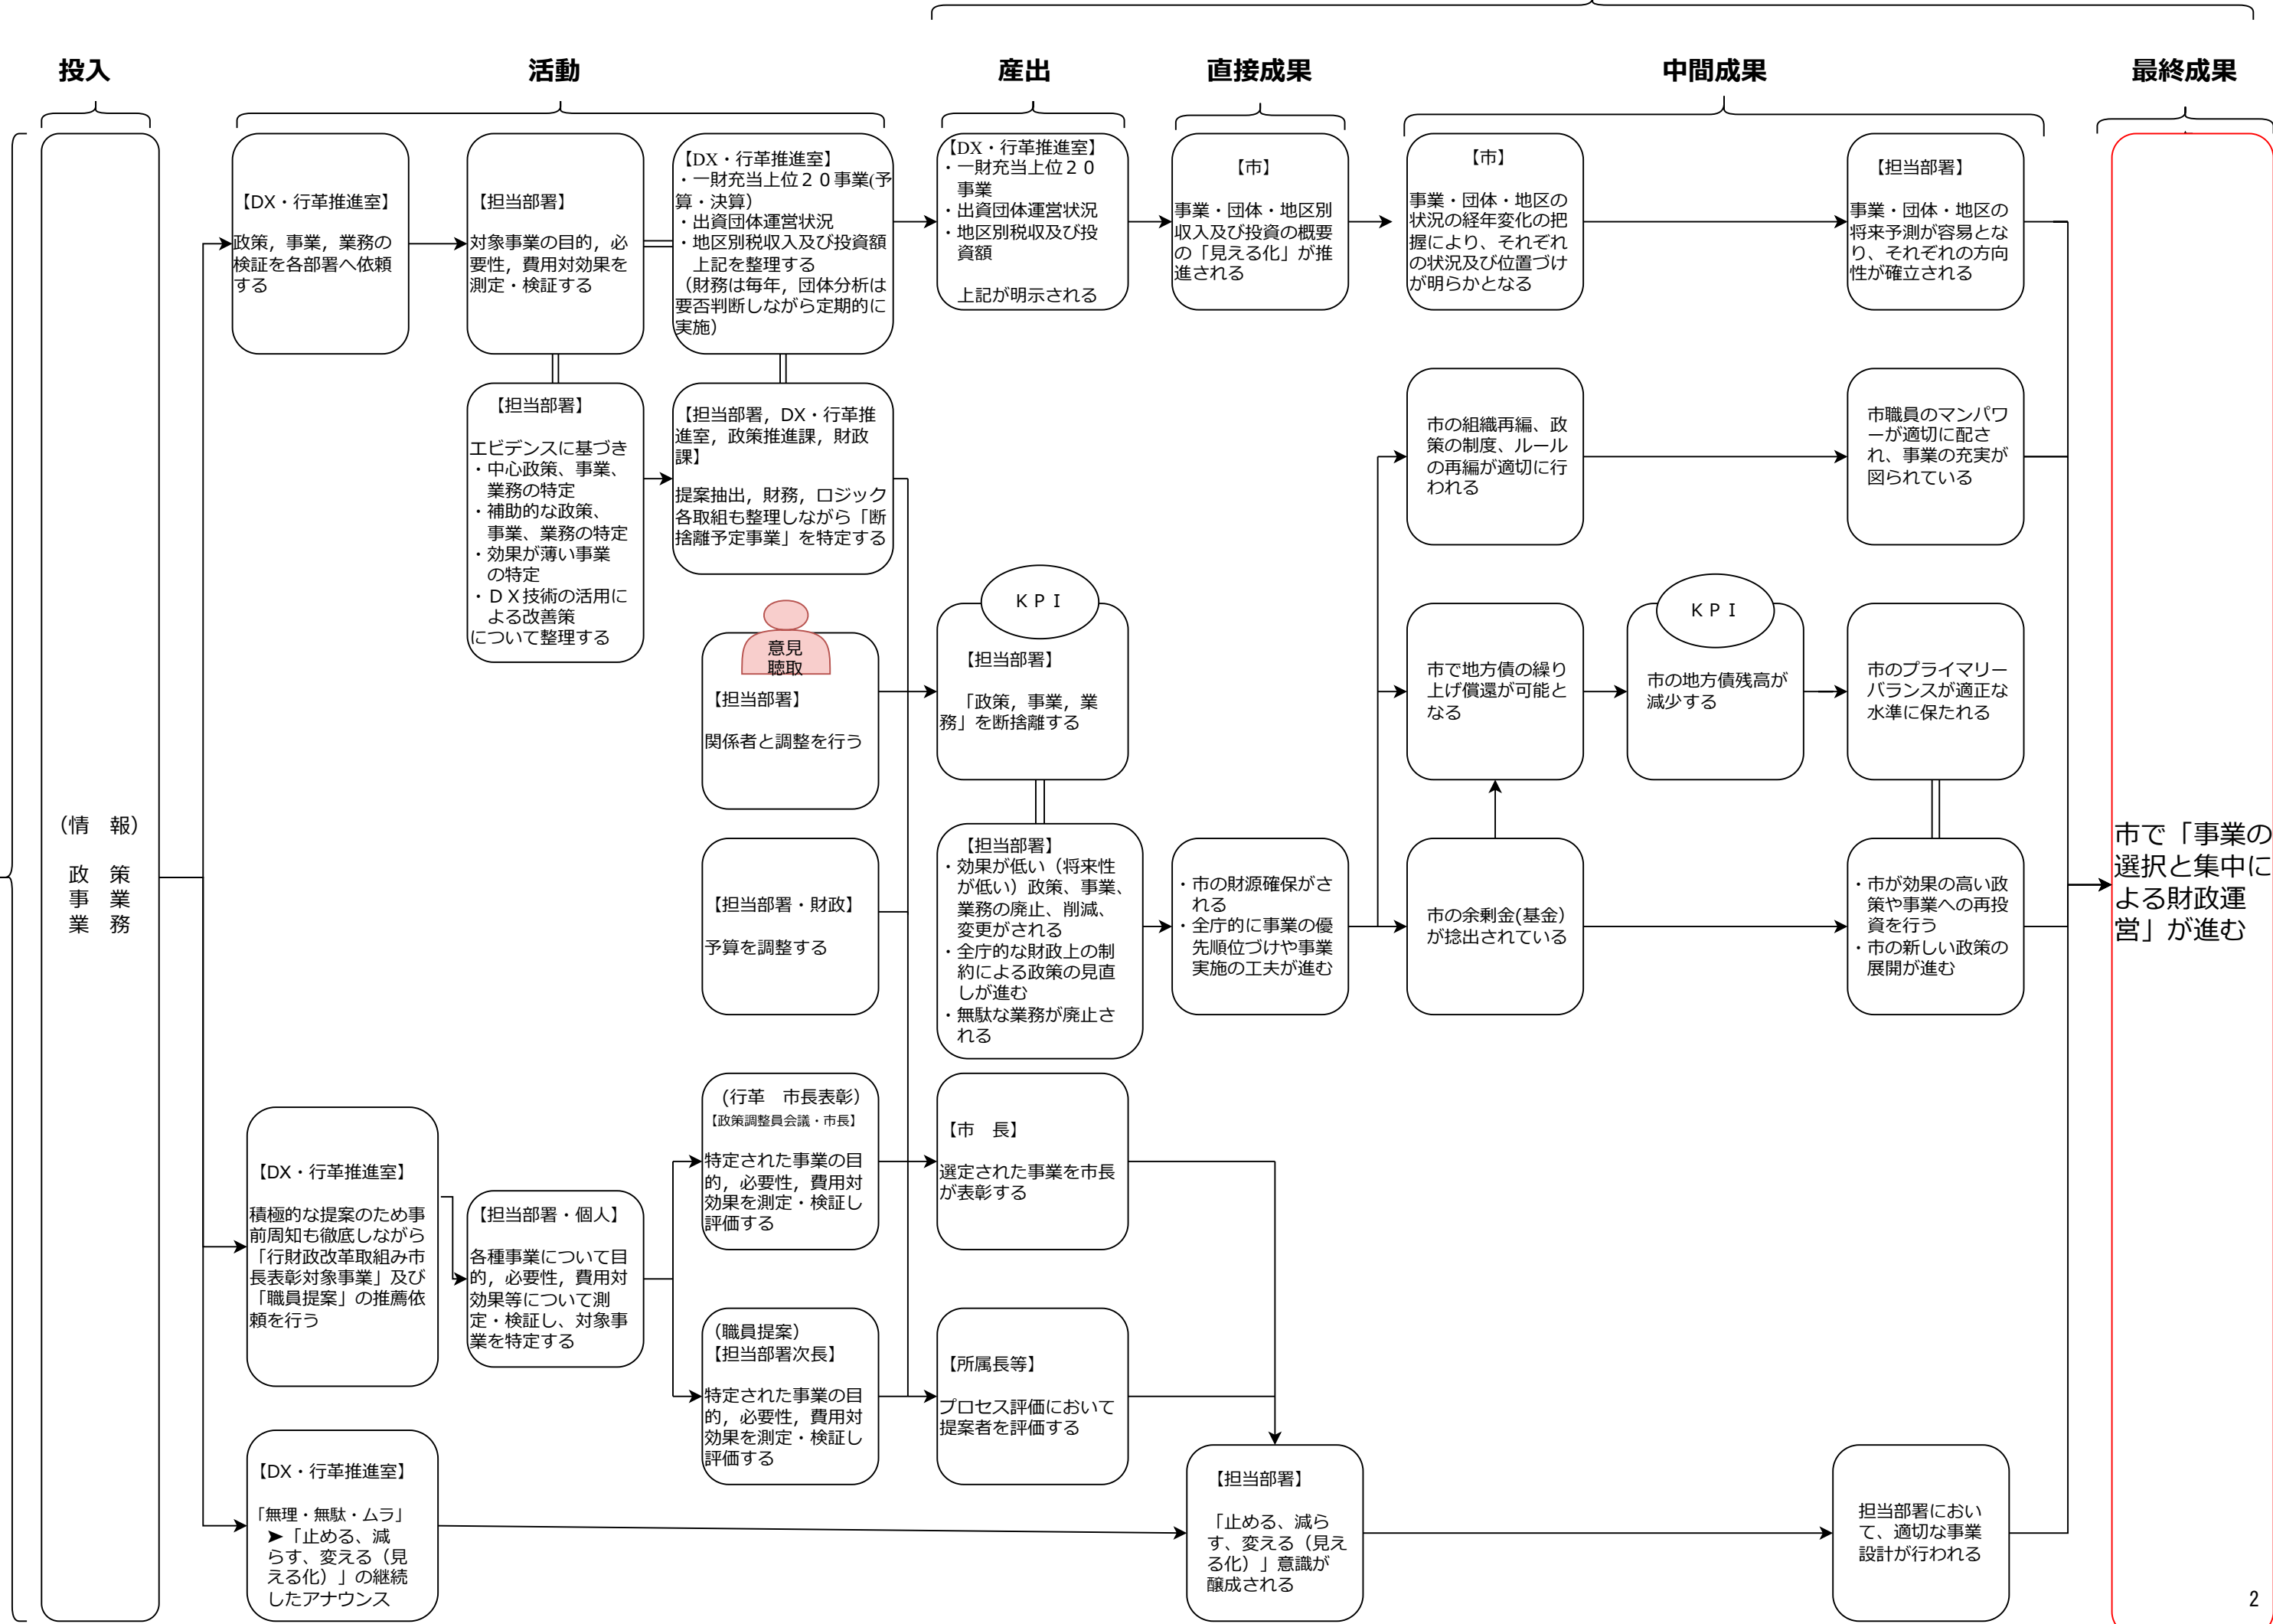 投入
活動
産出
直接成果
中間成果
最終成果
（情　報）
政　策
事　業
業　務
【DX・行革推進室】
政策，事業，業務の
検証を各部署へ依頼
する
【担当部署】
対象事業の目的，必
要性，費用対効果を
測定・検証する
【DX・行革推進室】
・一財充当上位２０事業(予
算・決算）
・出資団体運営状況
・地区別税収入及び投資額
上記を整理する
（財務は毎年，団体分析は
要否判断しながら定期的に
実施）
【DX・行革推進室】
・一財充当上位２０
事業
・出資団体運営状況
・地区別税収及び投
資額
上記が明示される
【市】
事業・団体・地区別
収入及び投資の概要
の「見える化」が推
進される
【市】
事業・団体・地区の
状況の経年変化の把
握により、それぞれ
の状況及び位置づけ
が明らかとなる
【担当部署】
事業・団体・地区の
将来予測が容易とな
り、それぞれの方向
性が確立される
【担当部署】
エビデンスに基づき
・中心政策、事業、
業務の特定
・補助的な政策、
事業、業務の特定
・効果が薄い事業
の特定
・ＤＸ技術の活用に
よる改善策
について整理する
【担当部署，DX・行革推
進室，政策推進課，財政
課】
提案抽出，財務，ロジック
各取組も整理しながら「断
捨離予定事業」を特定する
市の組織再編、政
策の制度、ルール
の再編が適切に行
われる
市職員のマンパワ
ーが適切に配さ
れ、事業の充実が
図られている
意見
聴取
【担当部署】
関係者と調整を行う
ＫＰＩ
【担当部署】
「政策，事業，業
務」を断捨離する
市で地方債の繰り
上げ償還が可能と
なる
ＫＰＩ
市の地方債残高が
減少する
市のプライマリー
バランスが適正な
水準に保たれる
【担当部署・財政】
予算を調整する
【担当部署】
・効果が低い（将来性
が低い）政策、事業、
業務の廃止、削減、
変更がされる
・全庁的な財政上の制
約による政策の見直
しが進む
・無駄な業務が廃止さ
れる
・市の財源確保がさ
れる
・全庁的に事業の優
先順位づけや事業
実施の工夫が進む
市の余剰金(基金）
が捻出されている
・市が効果の高い政
策や事業への再投
資を行う
・市の新しい政策の
展開が進む
市で「事業の
選択と集中に
よる財政運
営」が進む
【DX・行革推進室】
積極的な提案のため事
前周知も徹底しながら
「行財政改革取組み市
長表彰対象事業」及び
「職員提案」の推薦依
頼を行う
【担当部署・個人】
各種事業について目
的，必要性，費用対
効果等について測
定・検証し、対象事
業を特定する
(行革　市長表彰）
【政策調整員会議・市長】
特定された事業の目
的，必要性，費用対
効果を測定・検証し
評価する
【市　長】
選定された事業を市長
が表彰する
（職員提案）
【担当部署次長】
特定された事業の目
的，必要性，費用対
効果を測定・検証し
評価する
【所属長等】
プロセス評価において
提案者を評価する
【DX・行革推進室】
「無理・無駄・ムラ」
➤「止める、減
らす、変える（見
える化）」の継続
したアナウンス
【担当部署】
「止める、減ら
す、変える（見え
る化）」意識が
醸成される
担当部署におい
て、適切な事業
設計が行われる
2